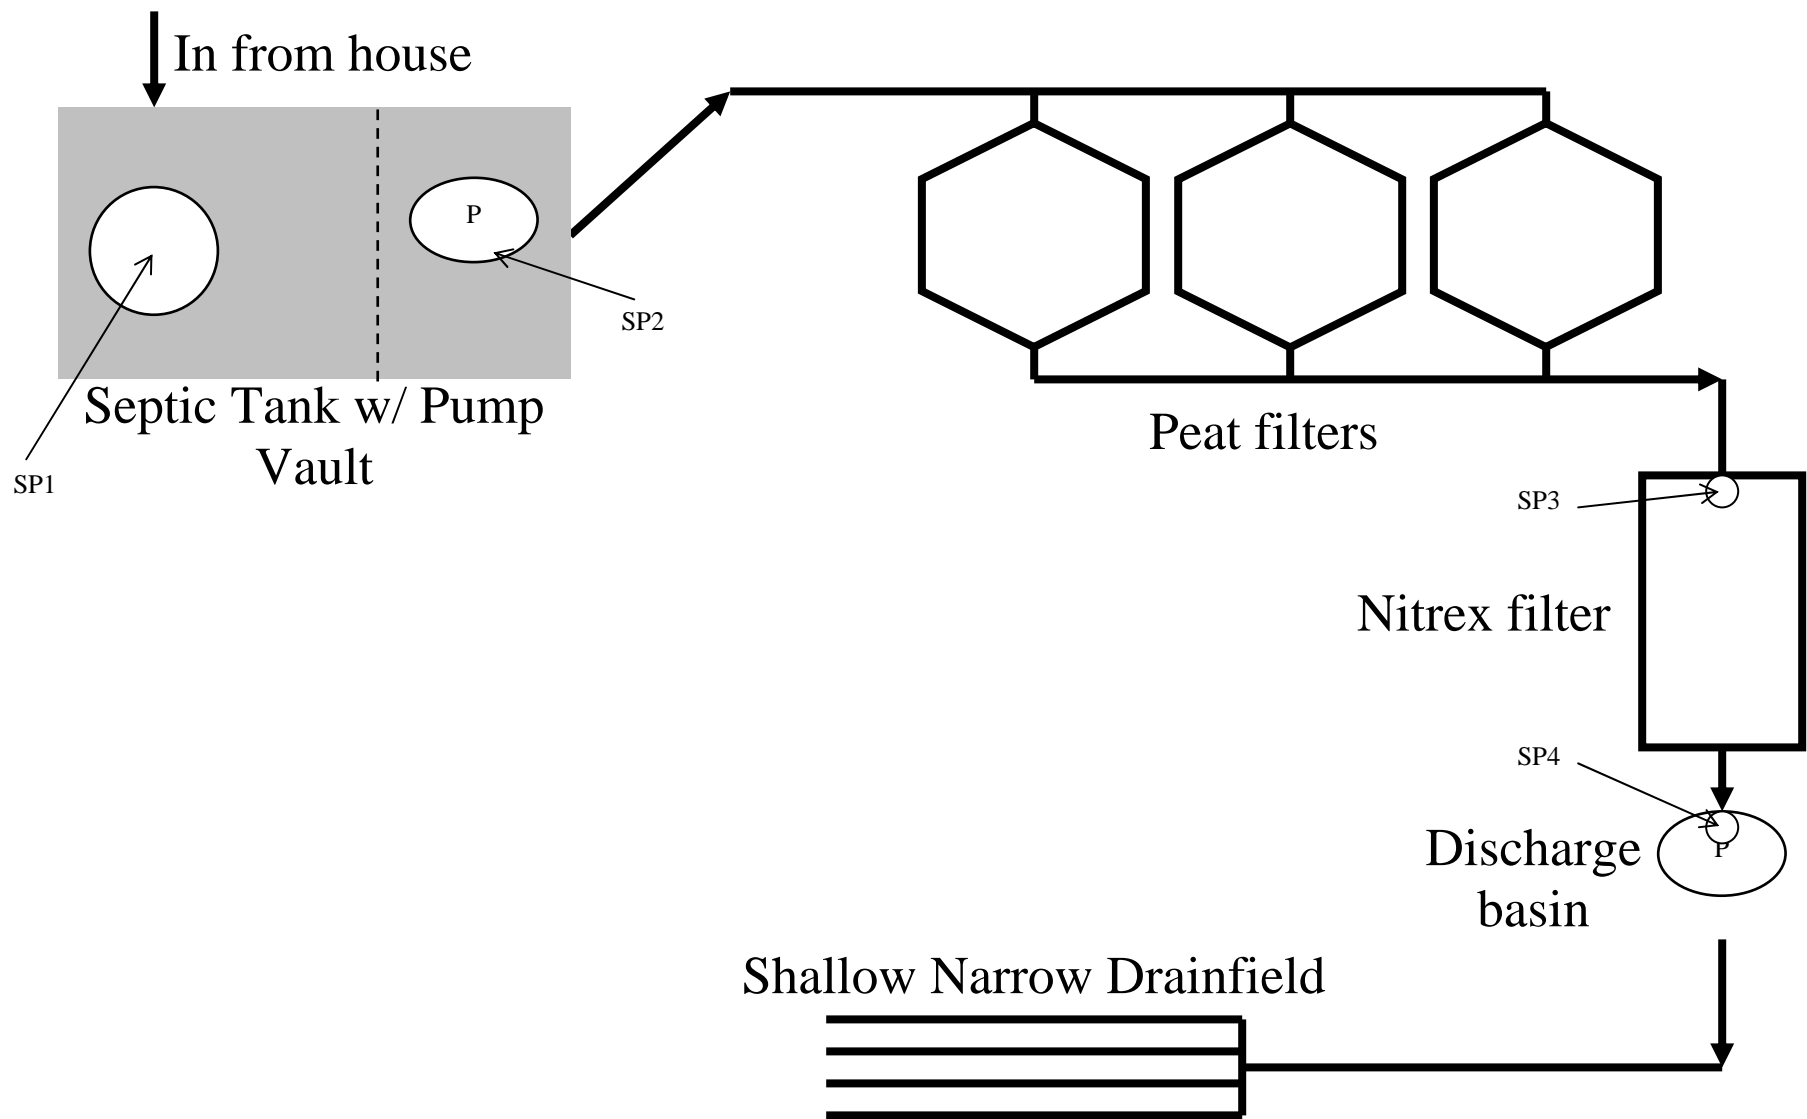 In from house
P
SP2
Septic Tank w/ Pump
Vault
SP1
Peat filters
SP3
Nitrex filter
SP4
Discharge
basin
P
Shallow Narrow Drainfield